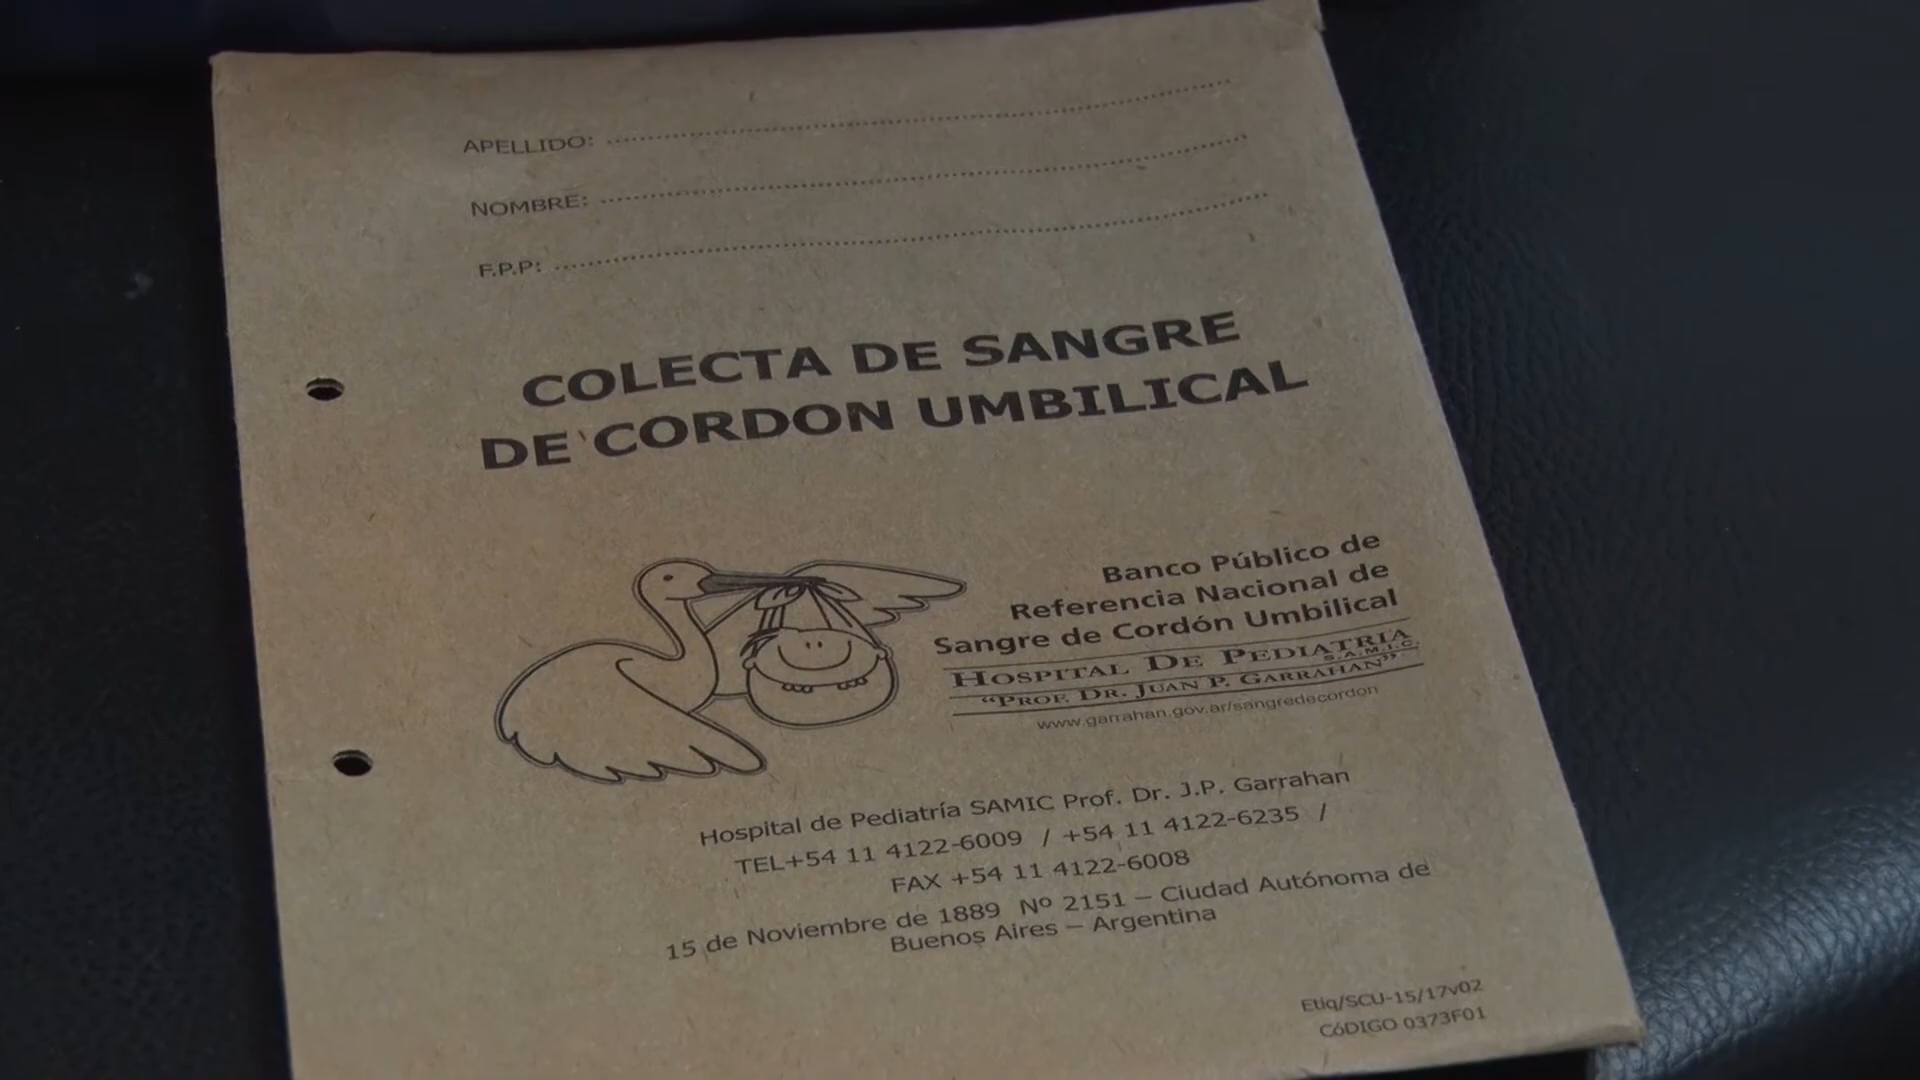 APELLIDO:
NOMBRE:
F.P.P:
COLECTA DE SANGRE
DE CORDON UMBILICAL
Banco Público de
Referencia Nacional de
Sangre de Cordón Umbilical
HOSPITAL DE PEDIATRIA
S.A.M.I.C.
“PROF. DR. JUAN P. GARRAHAN”
www.garrahan.gov.ar/sangredecordon
Hospital de Pediatría SAMIC Prof. Dr. J.P. Garrahan
TEL+54 11 4122-6009 / +54 11 4122-6235 /
FAX +54 11 4122-6008
15 de Noviembre de 1889 Nº 2151 – Ciudad Autónoma de
Buenos Aires – Argentina
Etiq/SCU-15/17v02
CóDIGO 0373F01